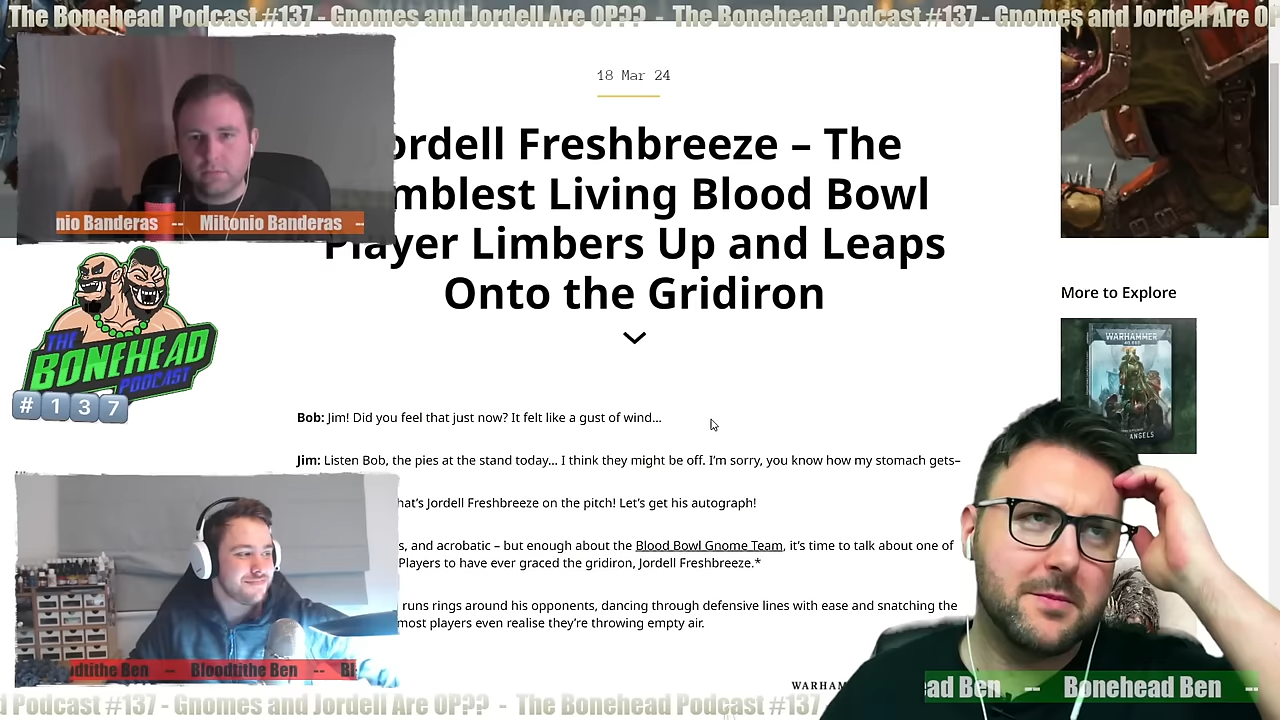 The Bonehead Podcast #137 - Gnomes and Jordell Are OP?? - The Bonehead Podcast #137 - Gnomes and Jordell Are
18 Mar 24
ordell Freshbreeze – The
mblest Living Blood Bowl
Player Limbers Up and Leaps
Onto the Gridiron
nio Banderas -- Miltonio Banderas --
THE
BONEHEAD
PODCAST
#137
More to Explore
WARHAMMER
40,000
ANGELS
Bob: Jim! Did you feel that just now? It felt like a gust of wind...
Jim: Listen Bob, the pies at the stand today... I think they might be off. I'm sorry, you know how my stomach gets–
hat's Jordell Freshbreeze on the pitch! Let's get his autograph!
s, and acrobatic – but enough about the Blood Bowl Gnome Team, it's time to talk about one of
Players to have ever graced the gridiron, Jordell Freshbreeze.*
runs rings around his opponents, dancing through defensive lines with ease and snatching the
most players even realise they're throwing empty air.
dtithe Ben -- Bloodtithe Ben -- Bl
WARHAM
ad Ben -- Bonehead Ben --
d Podcast #137 - Gnomes and Jordell Are OP?? - The Bonehead Podcast #137